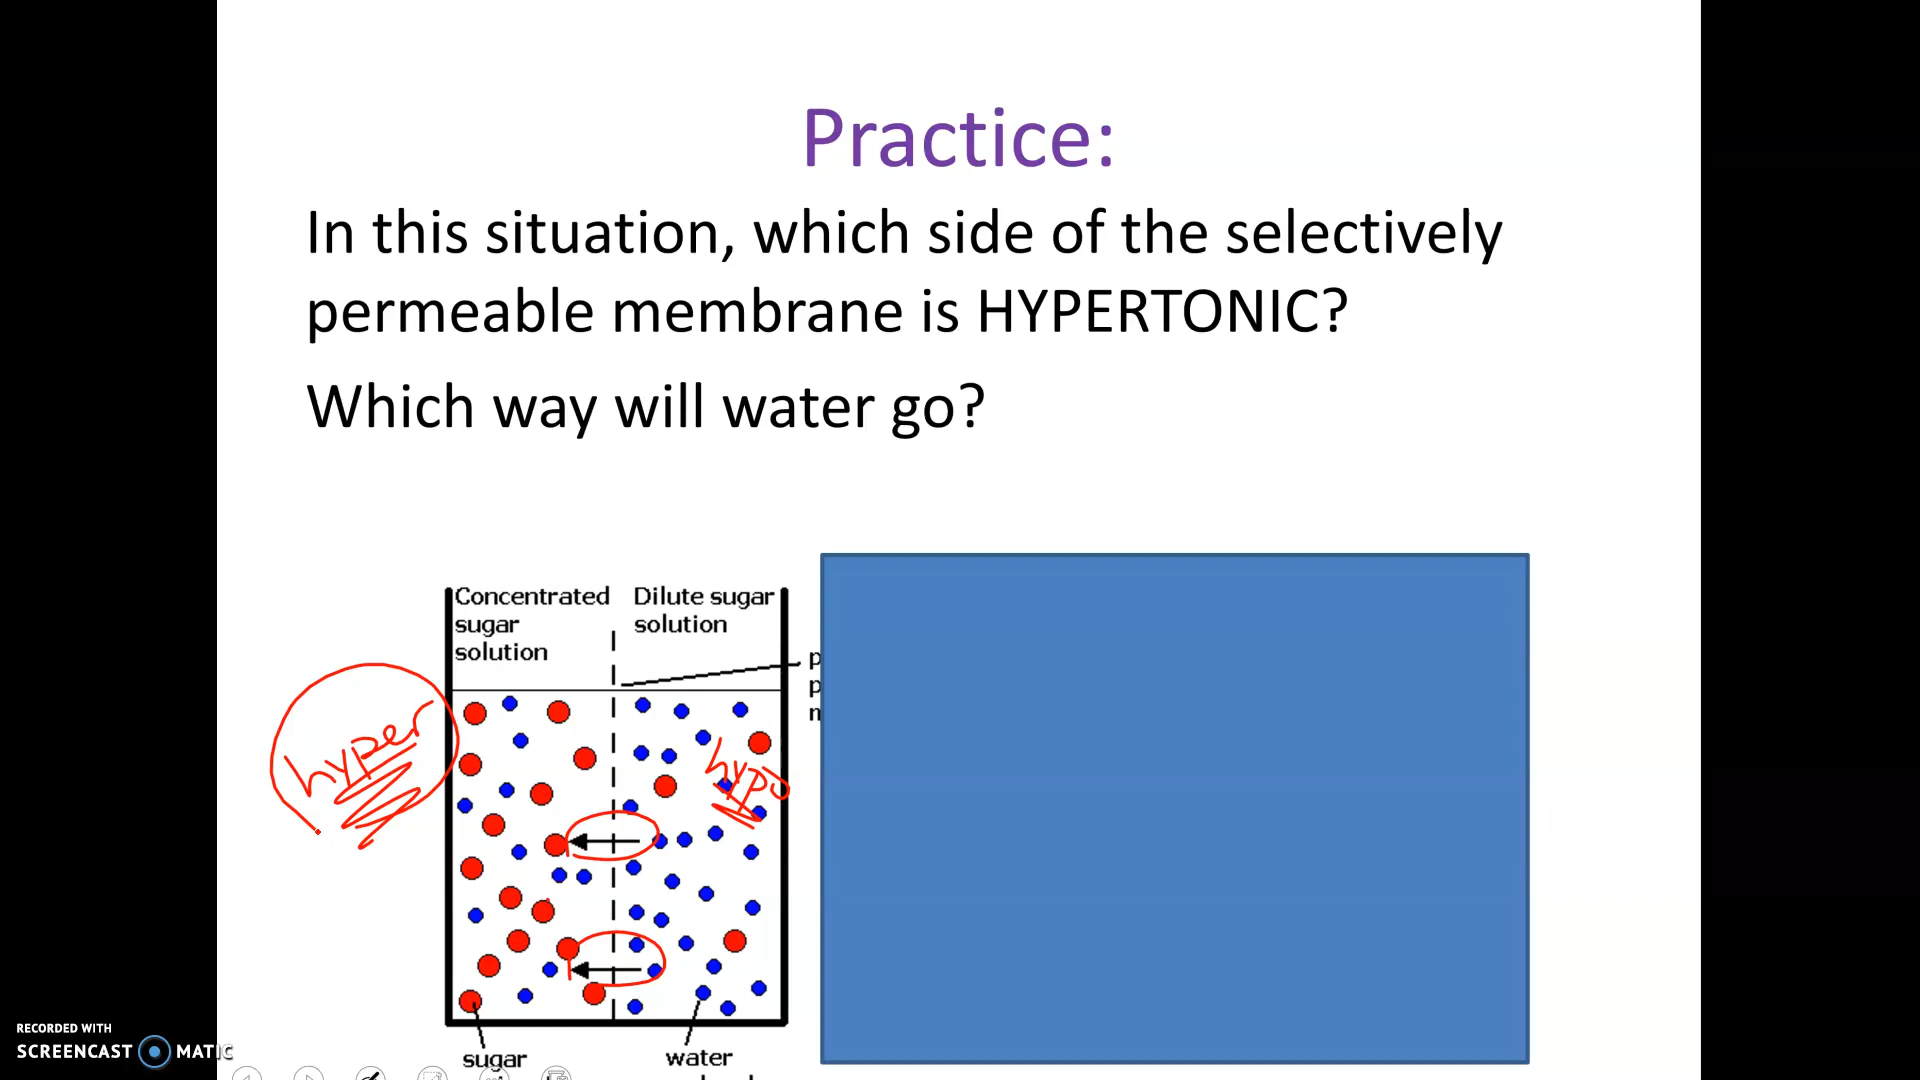 Practice:
In this situation, which side of the selectively
permeable membrane is HYPERTONIC?
Which way will water go?
Concentrated
sugar
solution
Dilute sugar
solution
p
p
m
hyper
hypo
sugar
water
RECORDED WITH
SCREENCAST MATIC